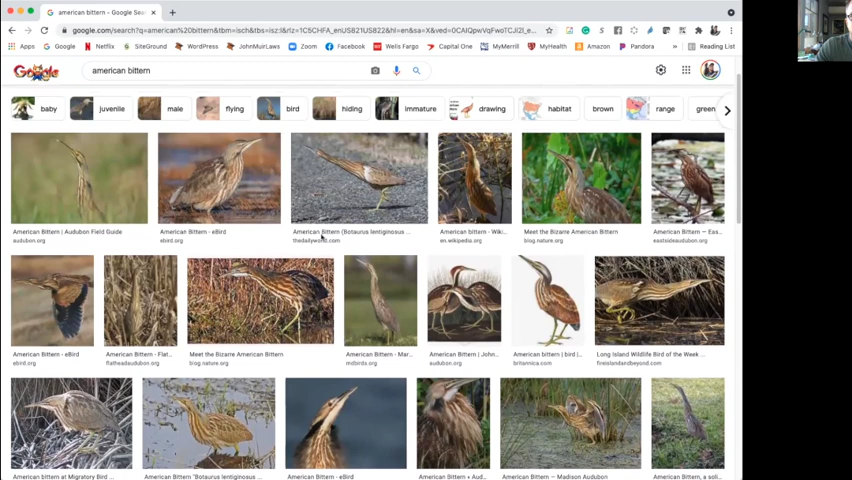 american bittern - Google Sea
google.com/search?q=american%20bittern&tbm=isch&tbs=isz:l&rlz=1C5CHFA_enUS821US822&hl=en&sa=X&ved=
Apps Google Netflix SiteGround WordPress JohnMuirLaws Zoom Facebook Wells Fargo Capital One MyMerrill MyHealth Amazon Pandora Reading List
Google american bittern
baby juvenile male flying bird hiding immature drawing habitat brown range green
American Bittern | Audubon Field Guide
audubon.org
American Bittern - eBird
ebird.org
American Bittern (Botaurus lentiginosus ...
thedailyworld.com
American bittern - Wiki...
en.wikipedia.org
Meet the Bizarre American Bittern
blog.nature.org
American Bittern — Eas...
eastsideaudubon.org
American Bittern - eBird
ebird.org
American Bittern - Flat...
flatheadaudubon.org
Meet the Bizarre American Bittern
blog.nature.org
American Bittern - Mar...
mdbirds.org
American Bittern | John...
audubon.org
American bittern | bird |...
britannica.com
Long Island Wildlife Bird of the Week ...
fireislandandbeyond.com
American bittern at Migratory Bird ...
American Bittern "Botaurus lentiginosus ...
American Bittern - eBird
American Bittern • Aud...
American Bittern — Madison Audubon
American Bittern, a soli...